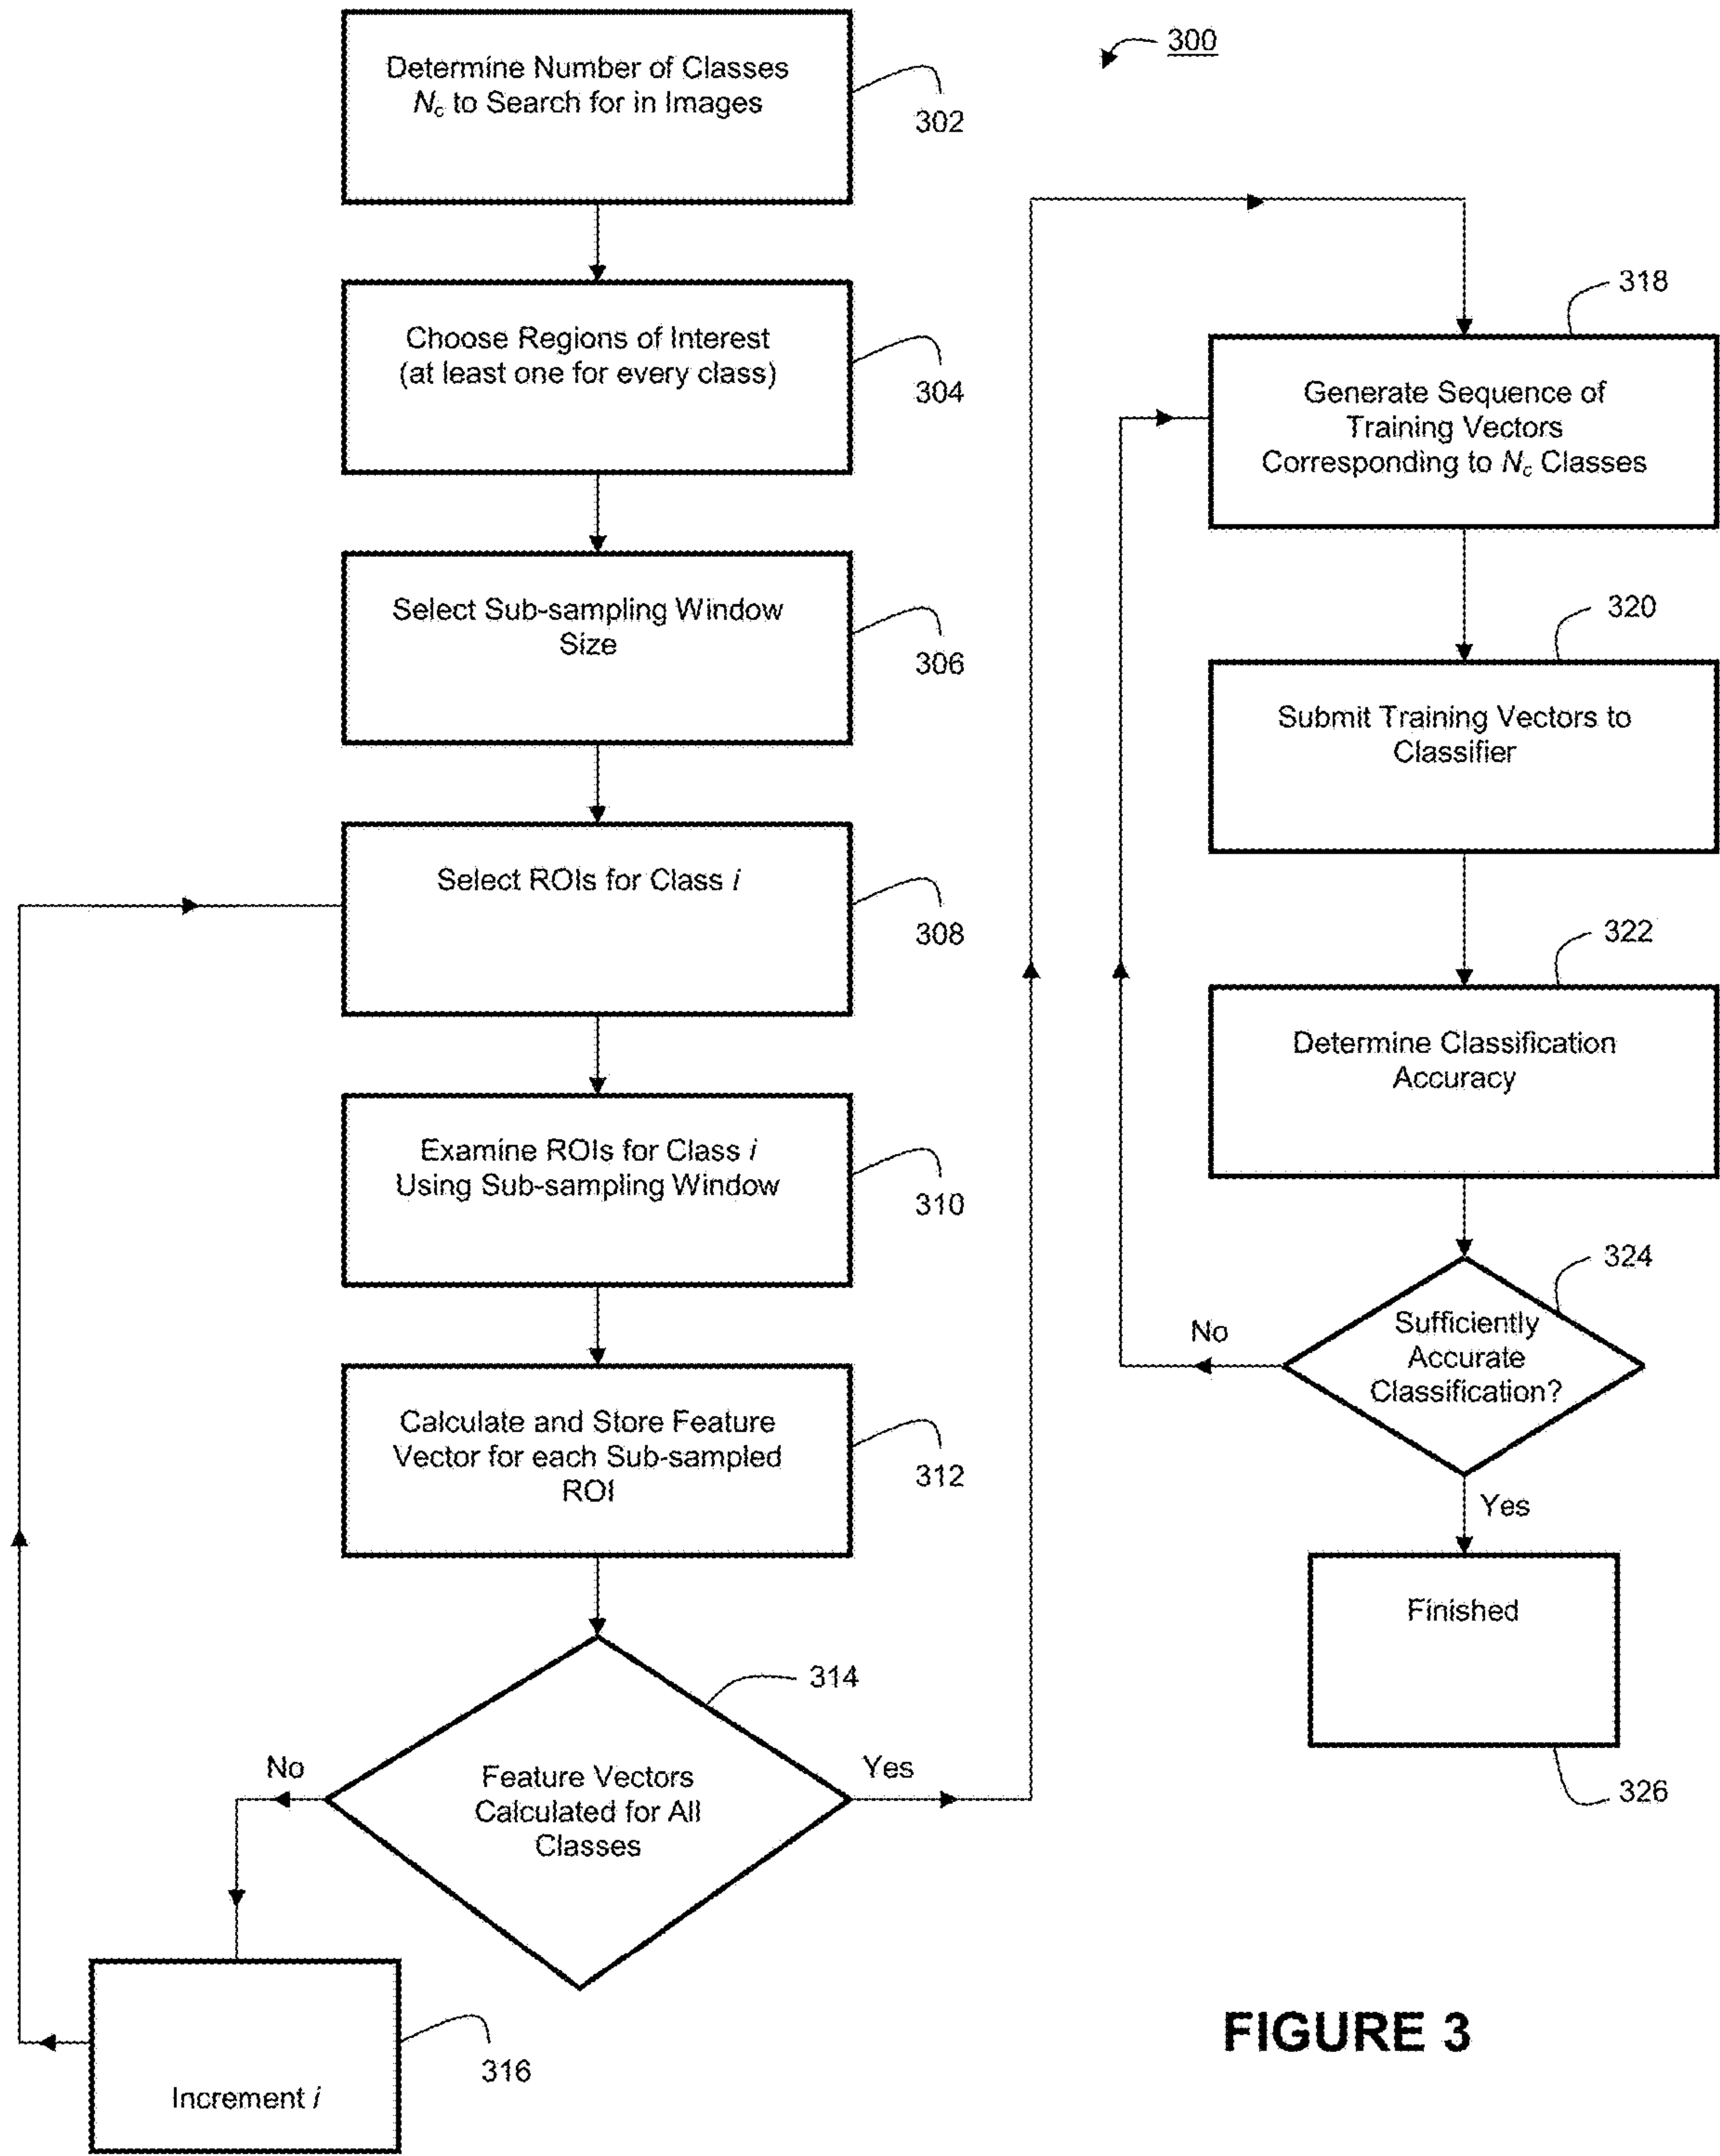 300
Determine Number of Classes
Nc to Search for in Images
302
Choose Regions of Interest
(at least one for every class)
304
Select Sub-sampling Window
Size
306
Select ROIs for Class i
308
Examine ROIs for Class i
Using Sub-sampling Window
310
Calculate and Store Feature
Vector for each Sub-sampled
ROI
312
314
Feature Vectors
Calculated for All
Classes
No
Yes
Increment i
316
318
Generate Sequence of
Training Vectors
Corresponding to Nc Classes
320
Submit Training Vectors to
Classifier
322
Determine Classification
Accuracy
324
Sufficiently
Accurate
Classification?
No
Yes
Finished
326
FIGURE 3